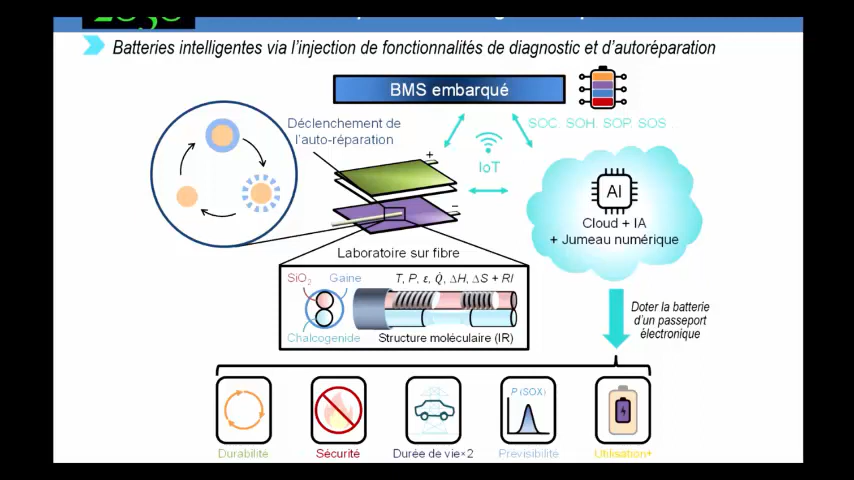 Batteries intelligentes via l'injection de fonctionnalités de diagnostic et d'autoréparation
BMS embarqué
Déclenchement de
l'auto-réparation
SOC, SOH, SOP, SOS ...
IoT
+
−
AI
Cloud + IA
+ Jumeau numérique
Laboratoire sur fibre
SiO2
Gaine
T, P, ε, Q̇, ΔH, ΔS + RI
Chalcogenide
Structure moléculaire (IR)
Doter la batterie
d'un passeport
électronique
P (SOX)
Durabilité
Sécurité
Durée de vie×2
Prévisibilité
Utilisation+